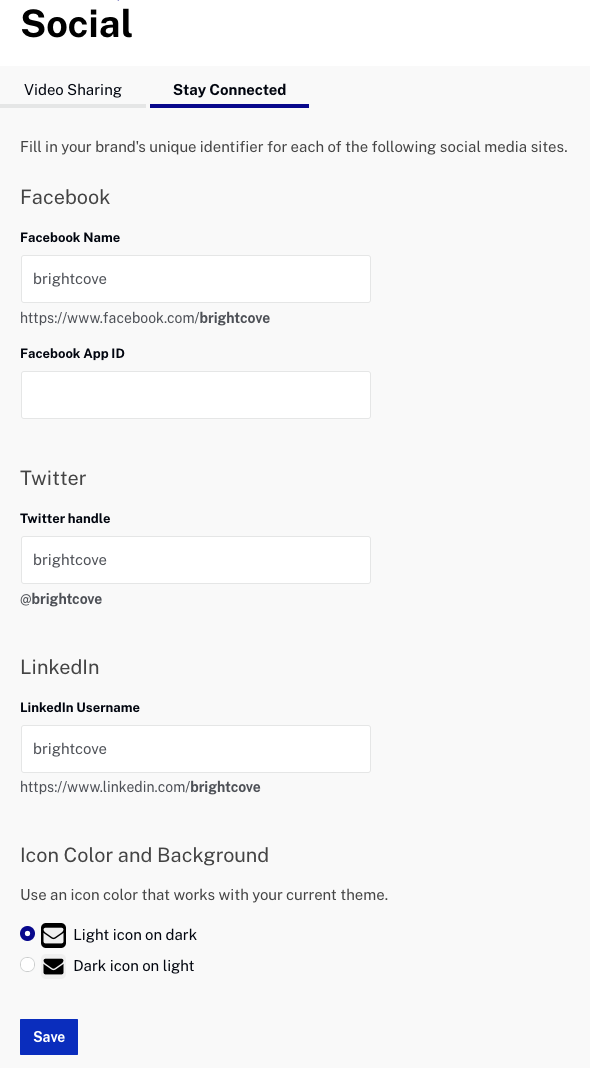 Social
Video Sharing
Stay Connected
Fill in your brand's unique identifier for each of the following social media sites.
Facebook
Facebook Name
brightcove
https://www.facebook.com/brightcove
Facebook App ID
Twitter
Twitter handle
brightcove
@brightcove
LinkedIn
LinkedIn Username
brightcove
https://www.linkedin.com/brightcove
Icon Color and Background
Use an icon color that works with your current theme.
Light icon on dark
Dark icon on light
Save